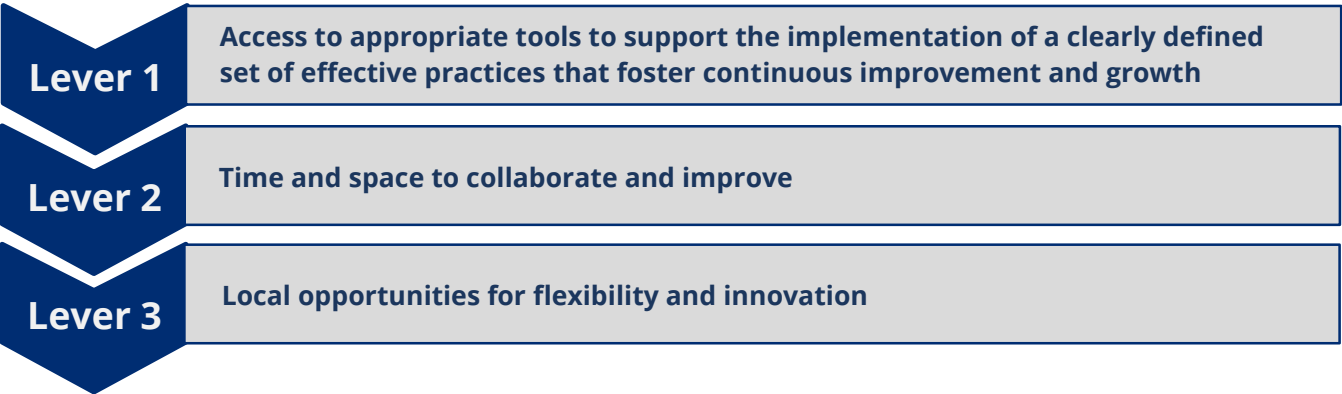 Lever 1
Access to appropriate tools to support the implementation of a clearly defined
set of effective practices that foster continuous improvement and growth
Lever 2
Time and space to collaborate and improve
Lever 3
Local opportunities for flexibility and innovation